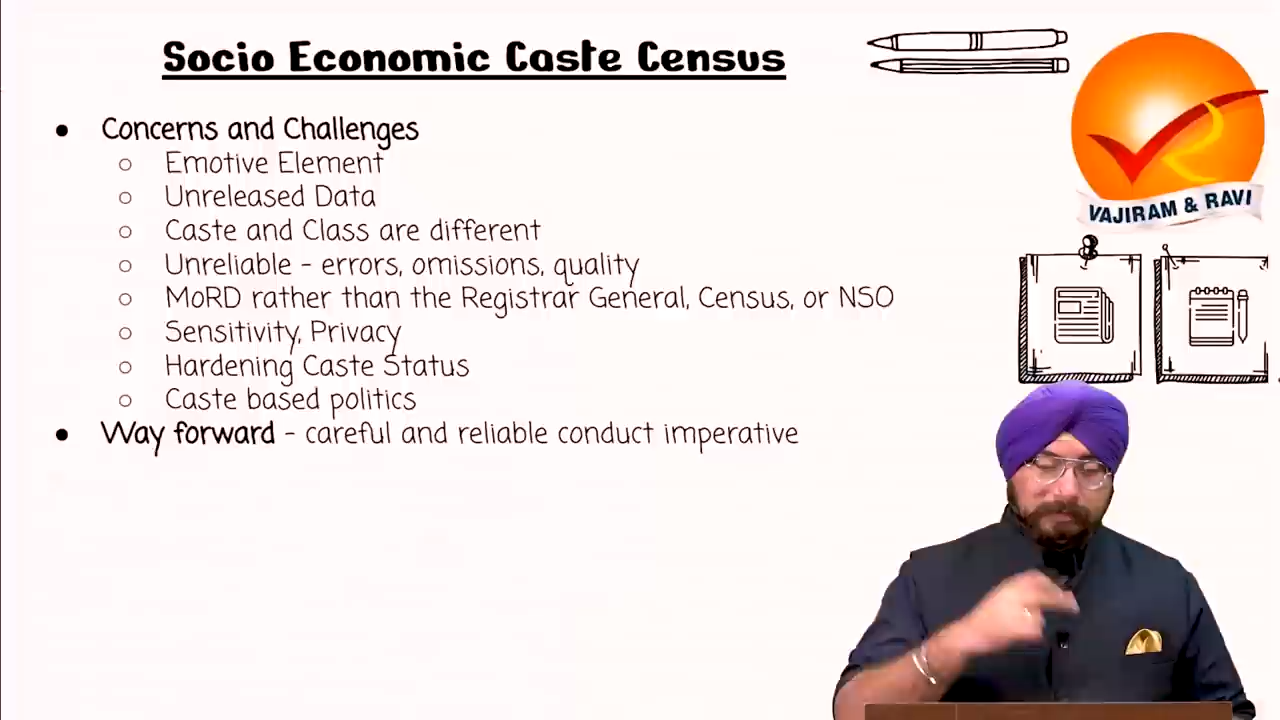 Socio Economic Caste Census
● Concerns and Challenges
○ Emotive Element
○ Unreleased Data
○ Caste and Class are different
○ Unreliable - errors, omissions, quality
○ MoRD rather than the Registrar General, Census, or NSO
○ Sensitivity, Privacy
○ Hardening Caste Status
○ Caste based politics
● Way forward - careful and reliable conduct imperative
VAJIRAM & RAVI